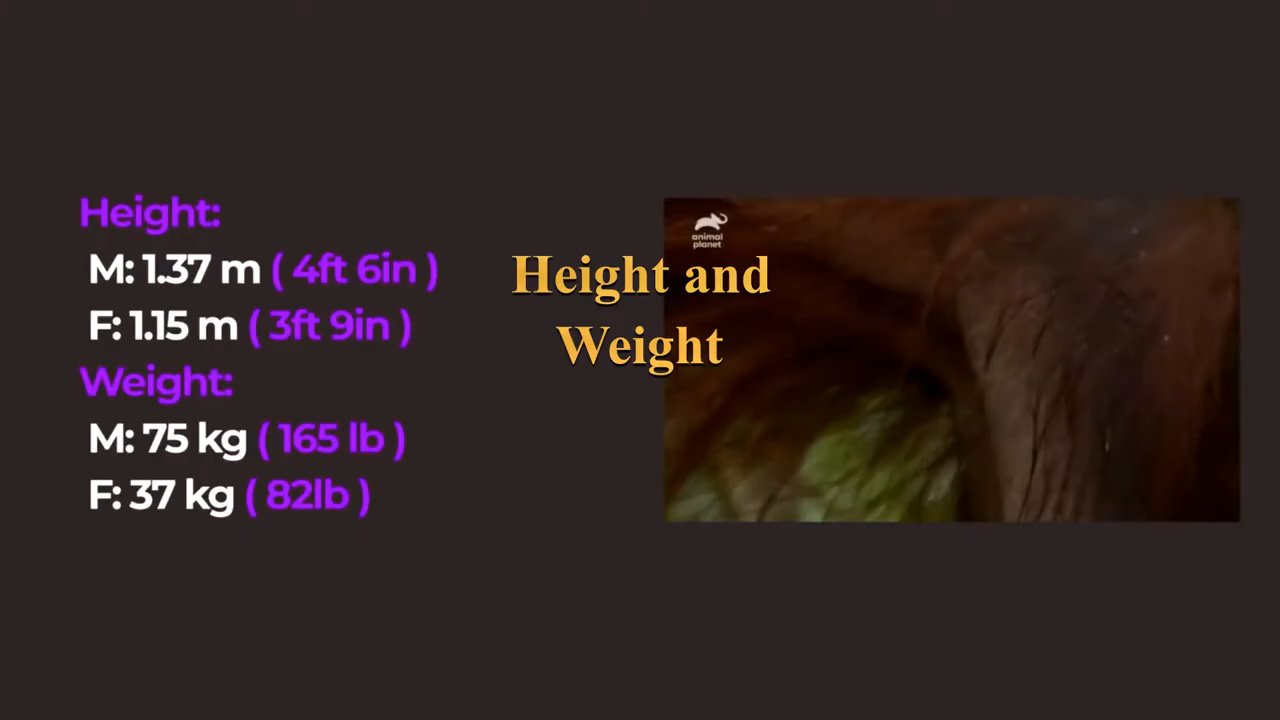 Height:
M: 1.37 m ( 4ft 6in )
F: 1.15 m ( 3ft 9in )
Weight:
M: 75 kg ( 165 lb )
F: 37 kg ( 82lb )
Height and
Weight
animal
planet